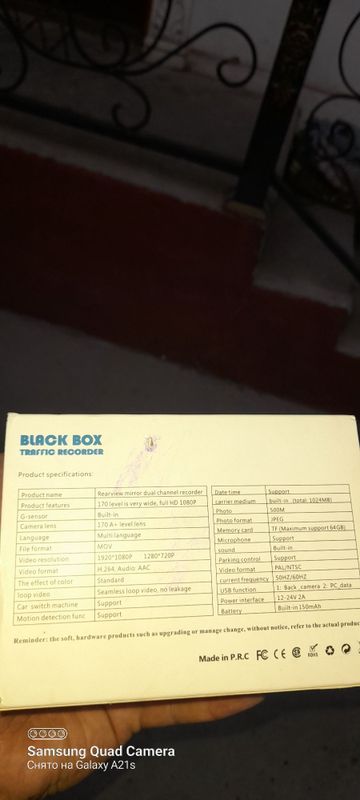 BLACK BOX
TRAFFIC RECORDER
Product specifications:
Product name Rearview mirror dual channel recorder
Product features 170 level is very wide, full HD 1080P
G-sensor Built-in
Camera lens 170 A+ level lens
Language Multi language
File format MOV
Video resolution 1920*1080P 1280*720P
Video format H.264, Audio: AAC
The effect of color Standard
loop video Seamless loop video, no leakage
Car switch machine Support
Motion detection func Support
Date time Support
carrier medium built-in (total: 1024MB)
Photo 500M
Photo format JPEG
Memory card TF (Maximum support 64GB)
Microphone Support
sound Built-in
Parking control Support
Video format PAL/NTSC
current frequency 50HZ/60HZ
USB function 1: Back_camera 2: PC_data
Power interface 12-24V 2A
Battery Built-in 150mAh
Reminder: the soft, hardware products such as upgrading or manage change, without notice, refer to the actual produc
Made in P.R.C FC CE ROHS
Samsung Quad Camera
Снято на Galaxy A21s